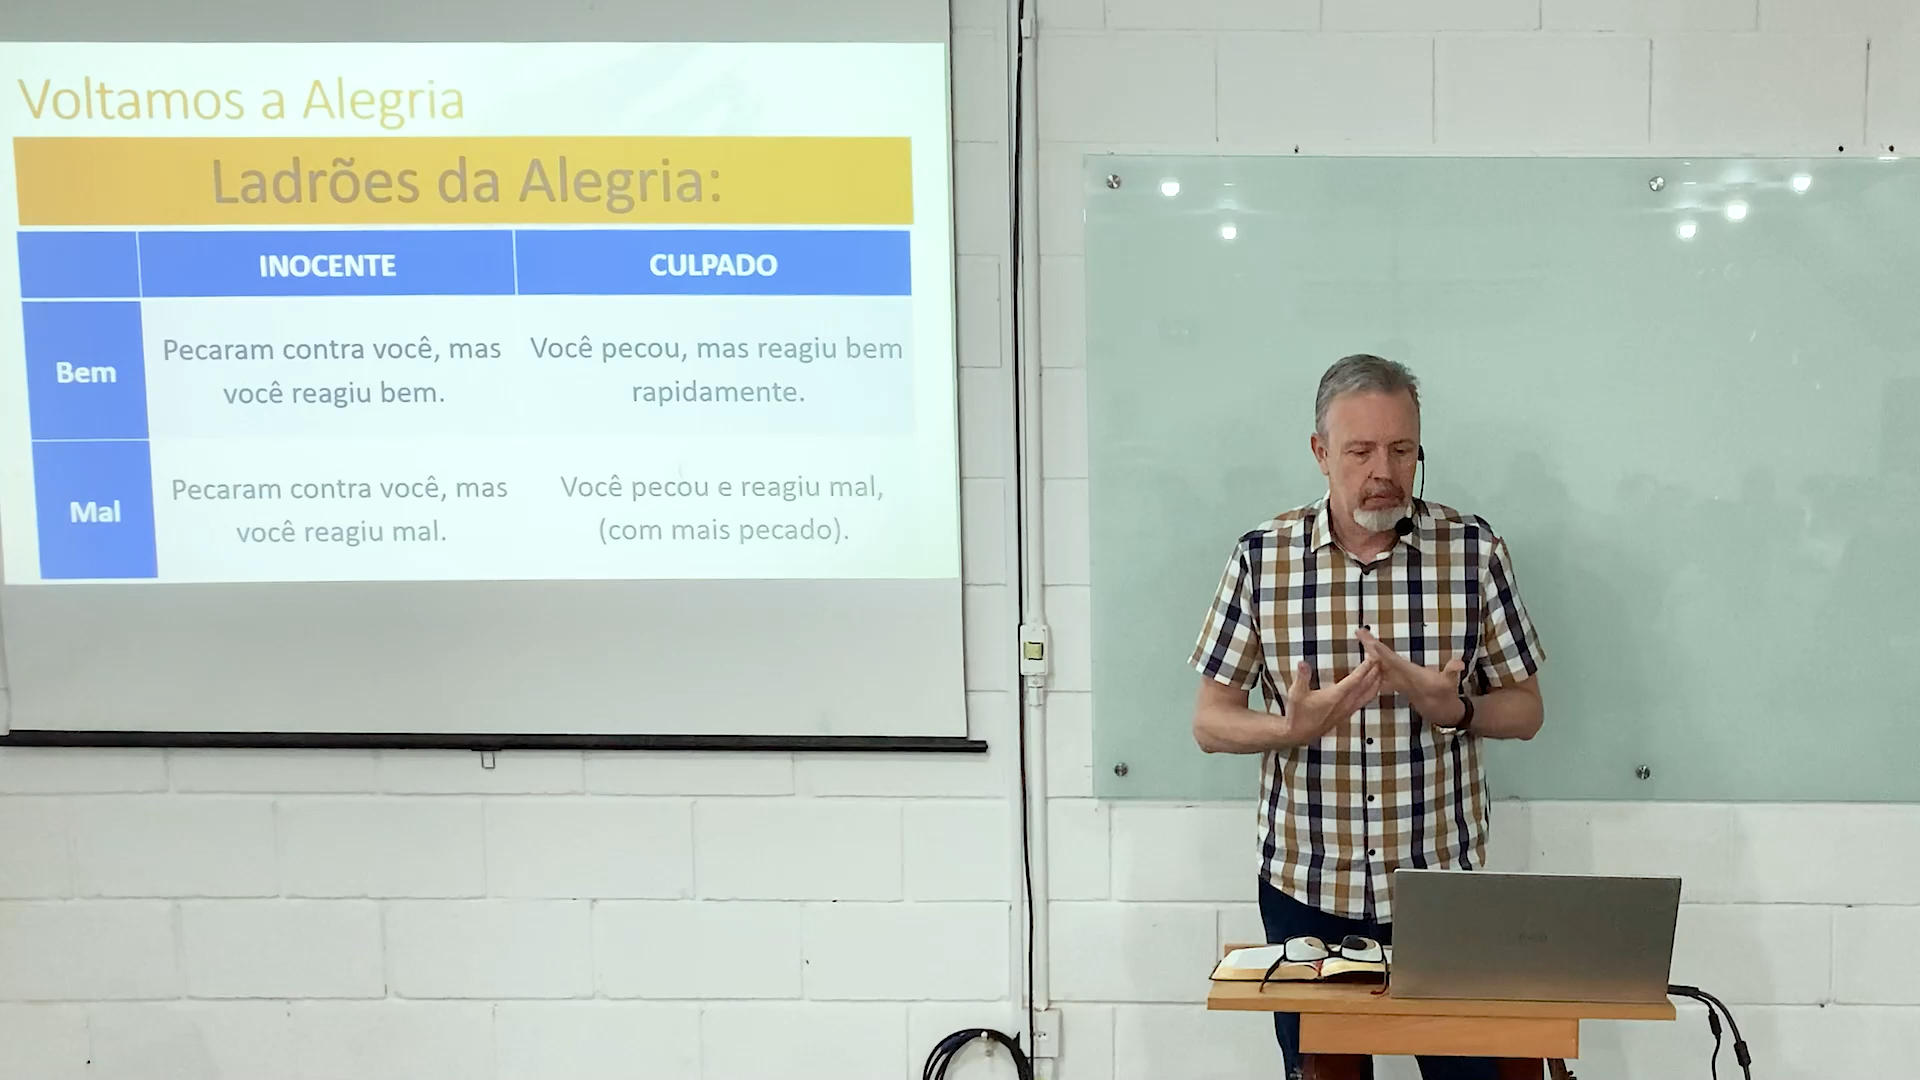 Voltamos a Alegria
Ladrões da Alegria:
INOCENTE
CULPADO
Bem
Pecaram contra você, mas
você reagiu bem.
Você pecou, mas reagiu bem
rapidamente.
Mal
Pecaram contra você, mas
você reagiu mal.
Você pecou e reagiu mal,
(com mais pecado).